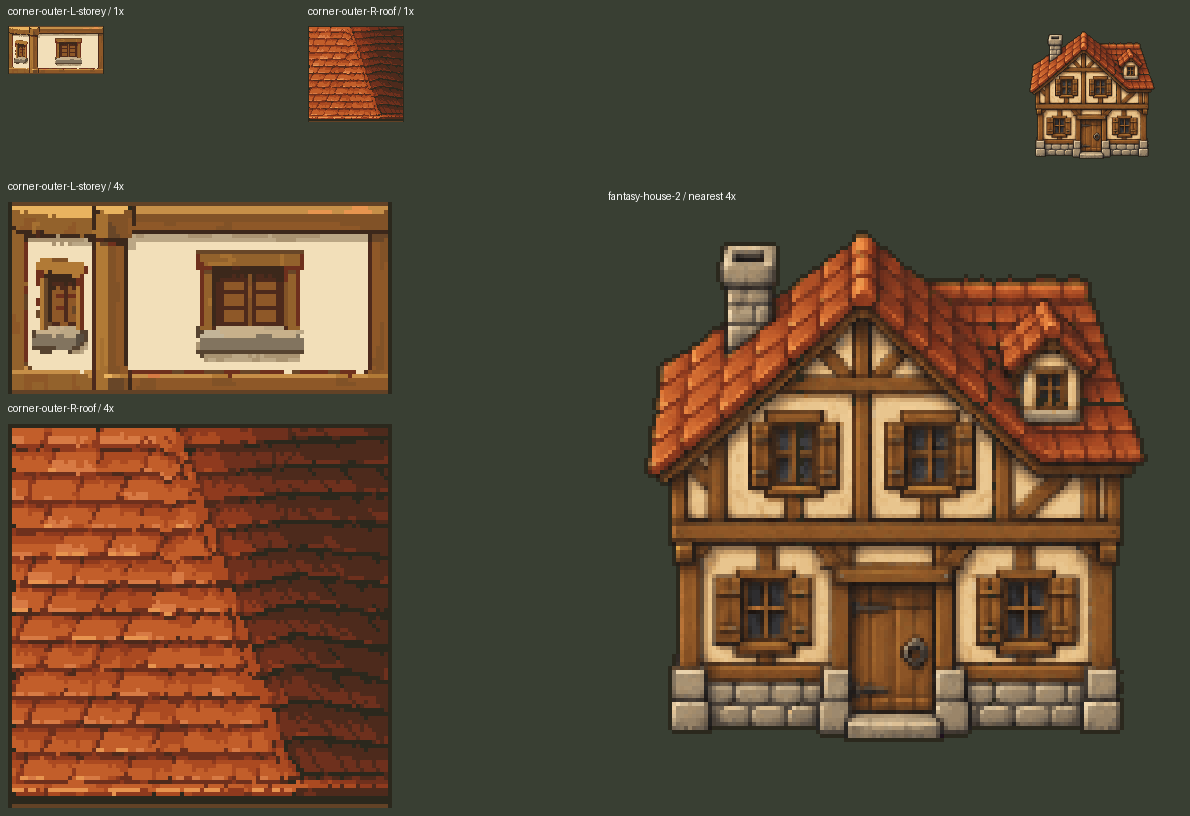 corner-outer-L-storey / 1x
corner-outer-R-roof / 1x
corner-outer-L-storey / 4x
fantasy-house-2 / nearest 4x
corner-outer-R-roof / 4x